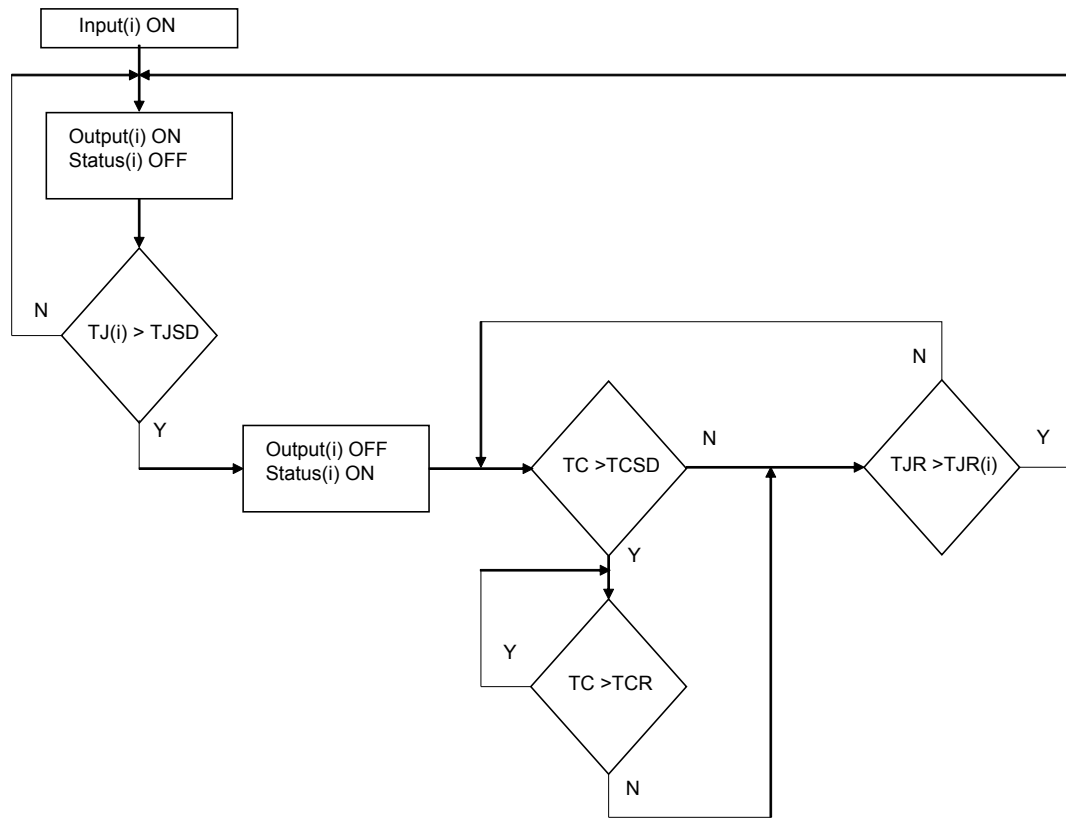 Input(i) ON
Output(i) ON
Status(i) OFF
N
TJ(i) > TJSD
Y
Output(i) OFF
Status(i) ON
TC >TCSD
N
Y
TC >TCR
Y
N
N
TJR >TJR(i)
Y